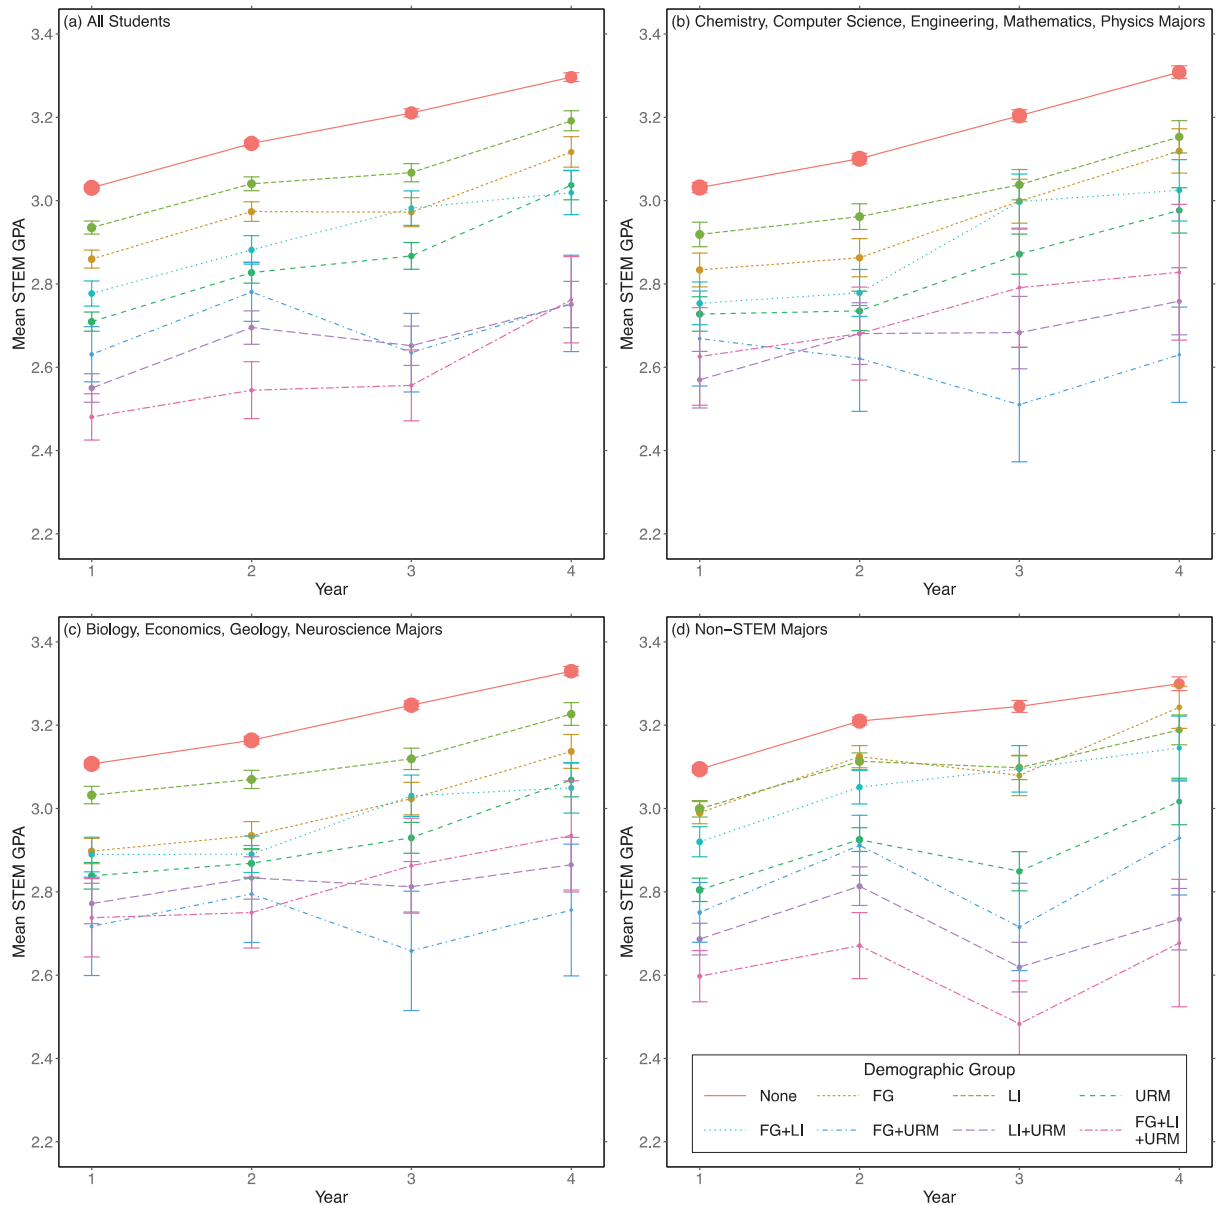 (a) All Students
3.4
3.2
3.0
2.8
2.6
2.4
2.2
Mean STEM GPA
1 2 3 4
Year
(b) Chemistry, Computer Science, Engineering, Mathematics, Physics Majors
3.4
3.2
3.0
2.8
2.6
2.4
2.2
Mean STEM GPA
1 2 3 4
Year
(c) Biology, Economics, Geology, Neuroscience Majors
3.4
3.2
3.0
2.8
2.6
2.4
2.2
Mean STEM GPA
1 2 3 4
Year
(d) Non−STEM Majors
3.4
3.2
3.0
2.8
2.6
2.4
2.2
Mean STEM GPA
Demographic Group
None FG LI URM
FG+LI FG+URM LI+URM FG+LI
+URM
1 2 3 4
Year